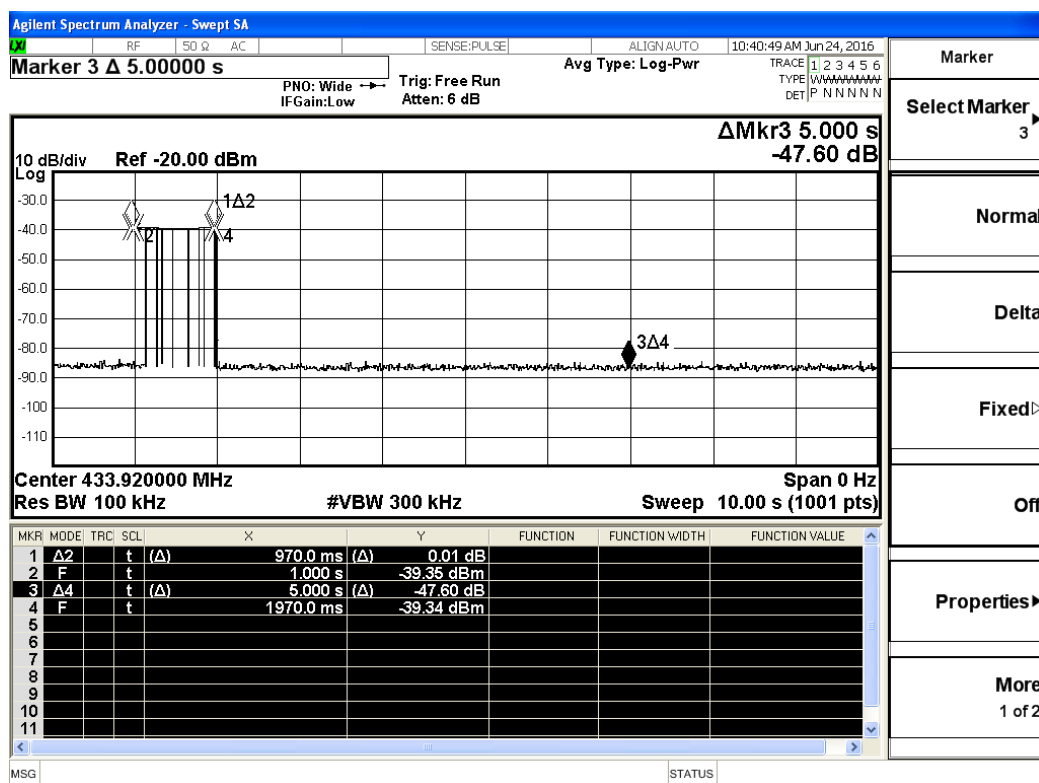 Agilent Spectrum Analyzer - Swept SA
LXI RF 50 Ω AC SENSE:PULSE ALIGN AUTO 10:40:49 AM Jun 24, 2016
Marker 3 Δ 5.00000 s
PNO: Wide
IFGain:Low
Trig: Free Run
Atten: 6 dB
Avg Type: Log-Pwr
TRACE 1 2 3 4 5 6
TYPE WWWWWW
DET P N N N N N
ΔMkr3 5.000 s
-47.60 dB
10 dB/div Ref -20.00 dBm
Log
-30.0
-40.0
-50.0
-60.0
-70.0
-80.0
-90.0
-100
-110
1Δ2
2
4
3Δ4
Center 433.920000 MHz Span 0 Hz
Res BW 100 kHz #VBW 300 kHz Sweep 10.00 s (1001 pts)
MKR MODE TRC SCL X Y FUNCTION FUNCTION WIDTH FUNCTION VALUE
1 Δ2 t (Δ) 970.0 ms (Δ) 0.01 dB
2 F t 1.000 s -39.35 dBm
3 Δ4 t (Δ) 5.000 s (Δ) -47.60 dB
4 F t 1970.0 ms -39.34 dBm
5
6
7
8
9
10
11
MSG STATUS
Marker
Select Marker
3
Normal
Delta
Fixed
Off
Properties
More
1 of 2